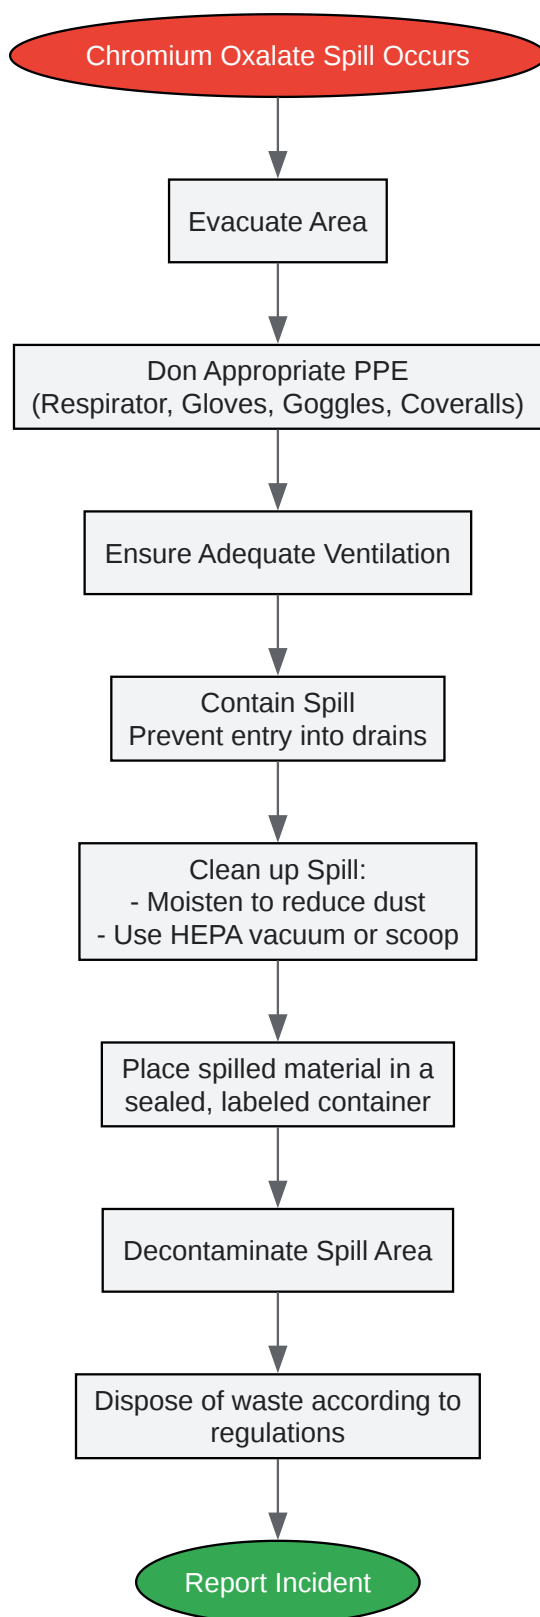 Chromium Oxalate Spill Occurs
Evacuate Area
Don Appropriate PPE
(Respirator, Gloves, Goggles, Coveralls)
Ensure Adequate Ventilation
Contain Spill
Prevent entry into drains
Clean up Spill:
- Moisten to reduce dust
- Use HEPA vacuum or scoop
Place spilled material in a
sealed, labeled container
Decontaminate Spill Area
Dispose of waste according to
regulations
Report Incident